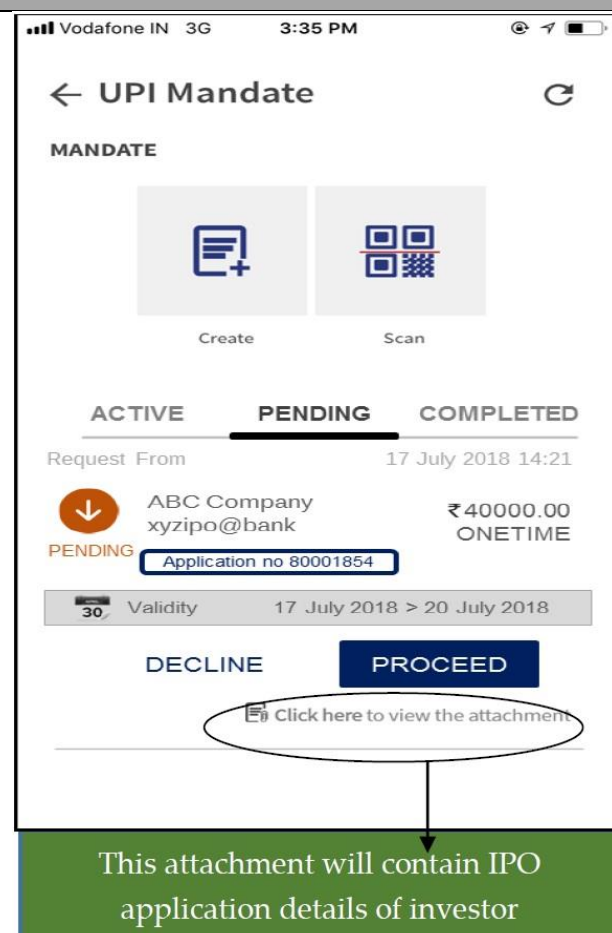 Vodafone IN 3G 3:35 PM
UPI Mandate
MANDATE
Create Scan
ACTIVE PENDING COMPLETED
Request From 17 July 2018 14:21
ABC Company ₹40000.00
xyzipo@bank ONETIME
PENDING
Application no 80001854
30 Validity 17 July 2018 > 20 July 2018
DECLINE PROCEED
Click here to view the attachment
This attachment will contain IPO
application details of investor